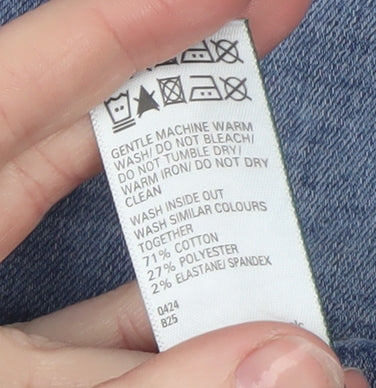 GENTLE MACHINE WARM
WASH/ DO NOT BLEACH/
DO NOT TUMBLE DRY/
WARM IRON/ DO NOT DRY
CLEAN
WASH INSIDE OUT
WASH SIMILAR COLOURS
TOGETHER
71% COTTON
27% POLYESTER
2% ELASTANE/ SPANDEX
0424
B25